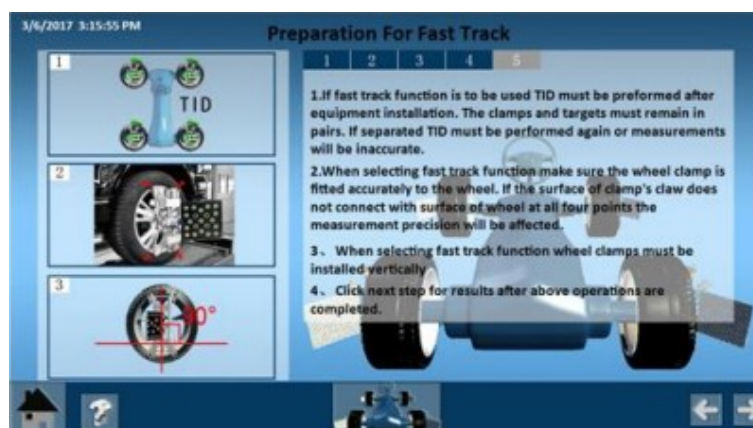 3/6/2017 3:15:55 PM
Preparation For Fast Track
1
TID
2
3
90°
1 2 3 4 5
1.If fast track function is to be used TID must be preformed after
equipment installation. The clamps and targets must remain in
pairs. If separated TID must be performed again or measurements
will be inaccurate.
2.When selecting fast track function make sure the wheel clamp is
fitted accurately to the wheel. If the surface of clamp's claw does
not connect with surface of wheel at all four points the
measurement precision will be affected.
3、When selecting fast track function wheel clamps must be
installed vertically
4、Click next step for results after above operations are
completed.